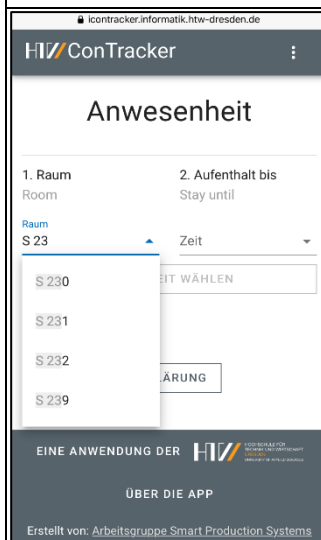 icontracker.informatik.htw-dresden.de
HTW ConTracker
Anwesenheit
1. Raum
Room
2. Aufenthalt bis
Stay until
Raum
S 23
Zeit
S 230
S 231
S 232
S 239
EIT WÄHLEN
ÄRUNG
EINE ANWENDUNG DER HTW
ÜBER DIE APP
Erstellt von: Arbeitsgruppe Smart Production Systems